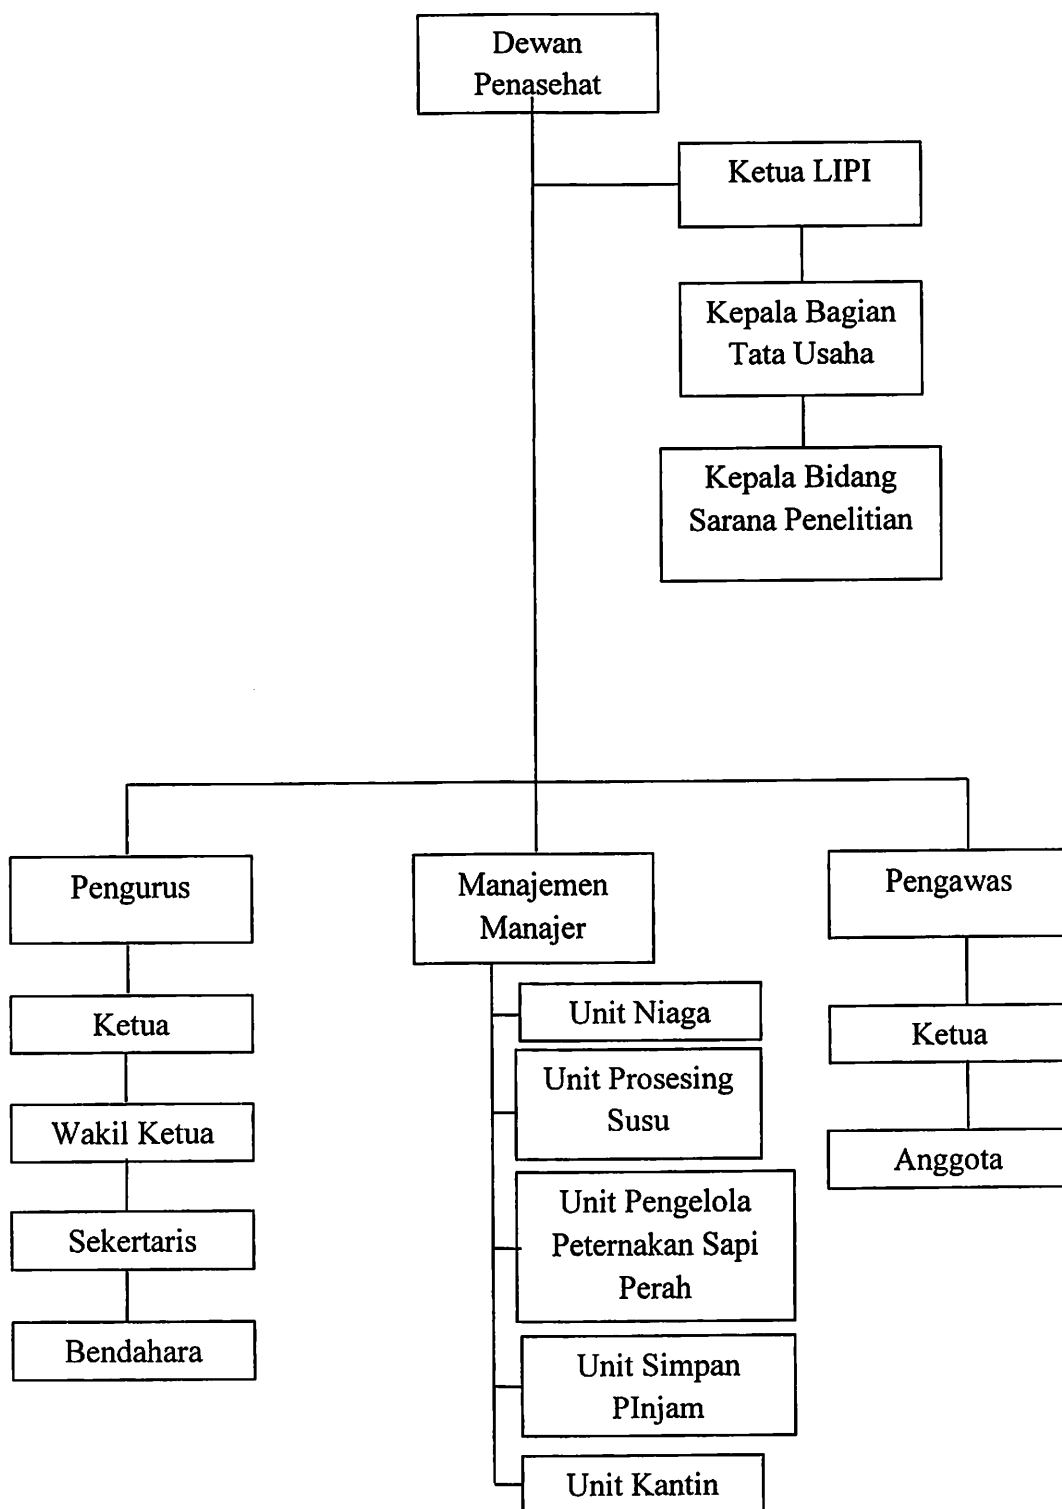 Dewan
Penasehat
Ketua LIPI
Kepala Bagian
Tata Usaha
Kepala Bidang
Sarana Penelitian
Pengurus
Ketua
Wakil Ketua
Sekertaris
Bendahara
Manajemen
Manajer
Unit Niaga
Unit Prosesing
Susu
Unit Pengelola
Peternakan Sapi
Perah
Unit Simpan
PInjam
Unit Kantin
Pengawas
Ketua
Anggota